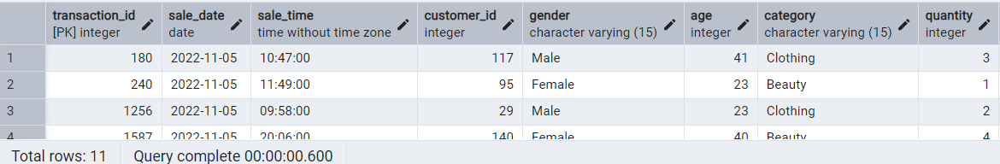 transaction_id sale_date sale_time customer_id gender age category quantity
[PK] integer date time without time zone integer character varying (15) integer character varying (15) integer
1 180 2022-11-05 10:47:00 117 Male 41 Clothing 3
2 240 2022-11-05 11:49:00 95 Female 23 Beauty 1
3 1256 2022-11-05 09:58:00 29 Male 23 Clothing 2
4 1587 2022-11-05 20:06:00 140 Female 40 Beauty 4
Total rows: 11 Query complete 00:00:00.600